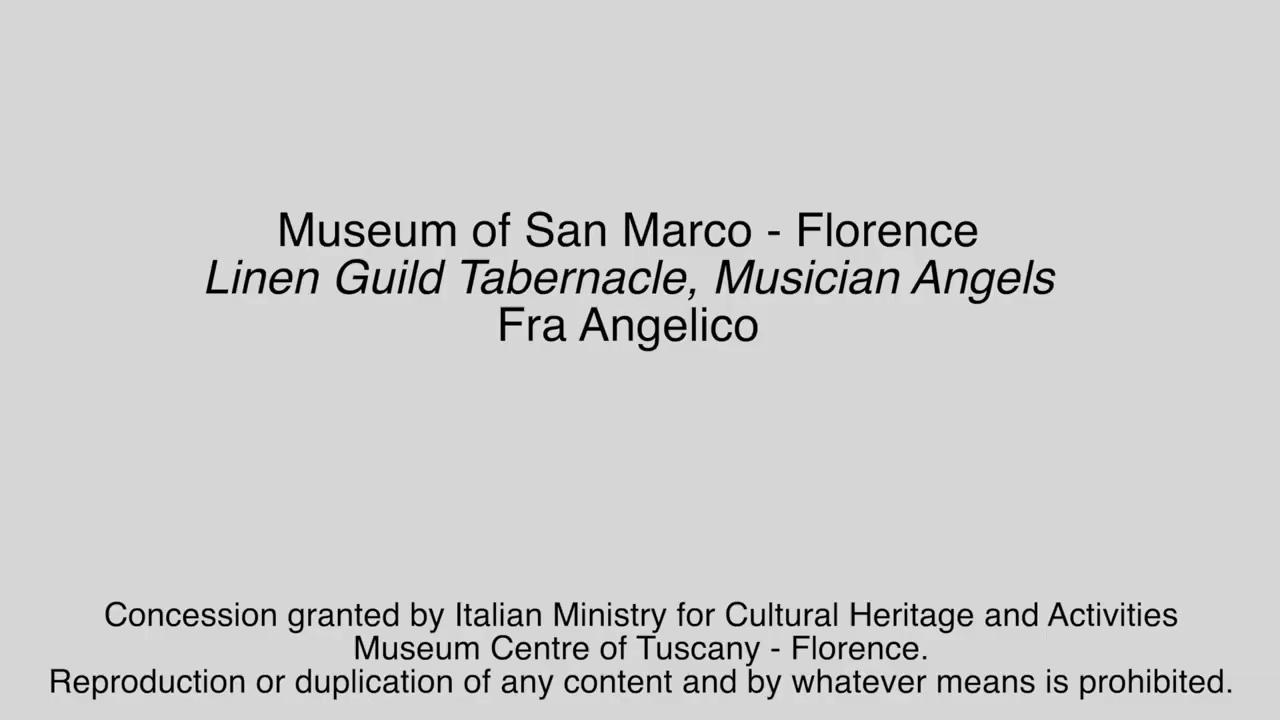 Museum of San Marco - Florence
Linen Guild Tabernacle, Musician Angels
Fra Angelico
Concession granted by Italian Ministry for Cultural Heritage and Activities
Museum Centre of Tuscany - Florence.
Reproduction or duplication of any content and by whatever means is prohibited.